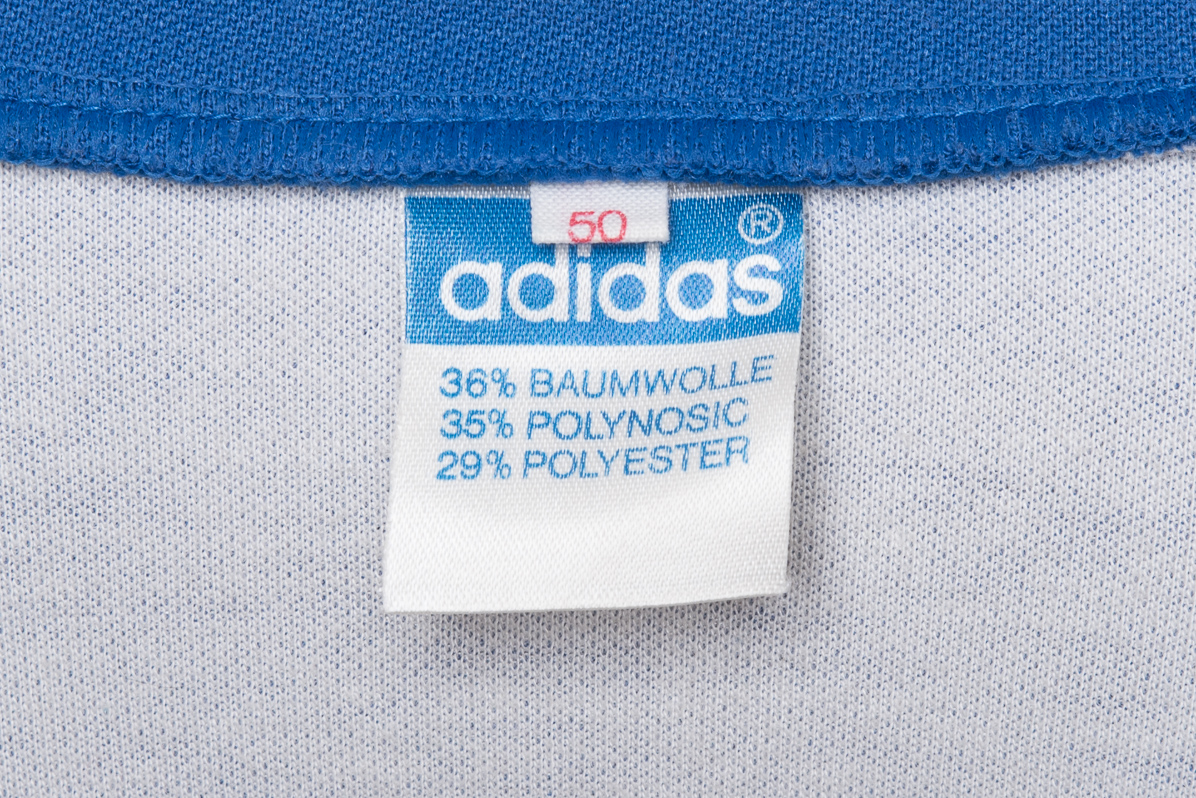 50
®
adidas
36% BAUMWOLLE
35% POLYNOSIC
29% POLYESTER